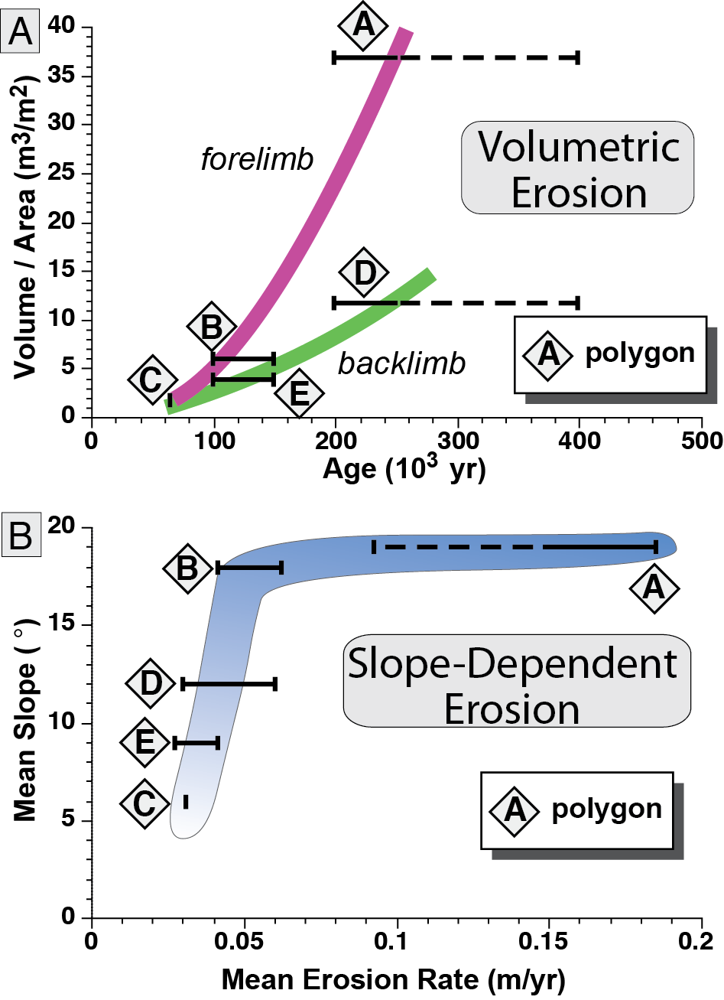 A
40
35
30
25
20
15
10
5
0
Volume / Area (m3/m2)
A
forelimb
Volumetric
Erosion
D
B
backlimb
C
E
A polygon
0 100 200 300 400 500
Age (10³ yr)
B
20
15
10
5
0
Mean Slope ( °)
B
A
Slope-Dependent
Erosion
D
E
C
A polygon
0 0.05 0.1 0.15 0.2
Mean Erosion Rate (m/yr)